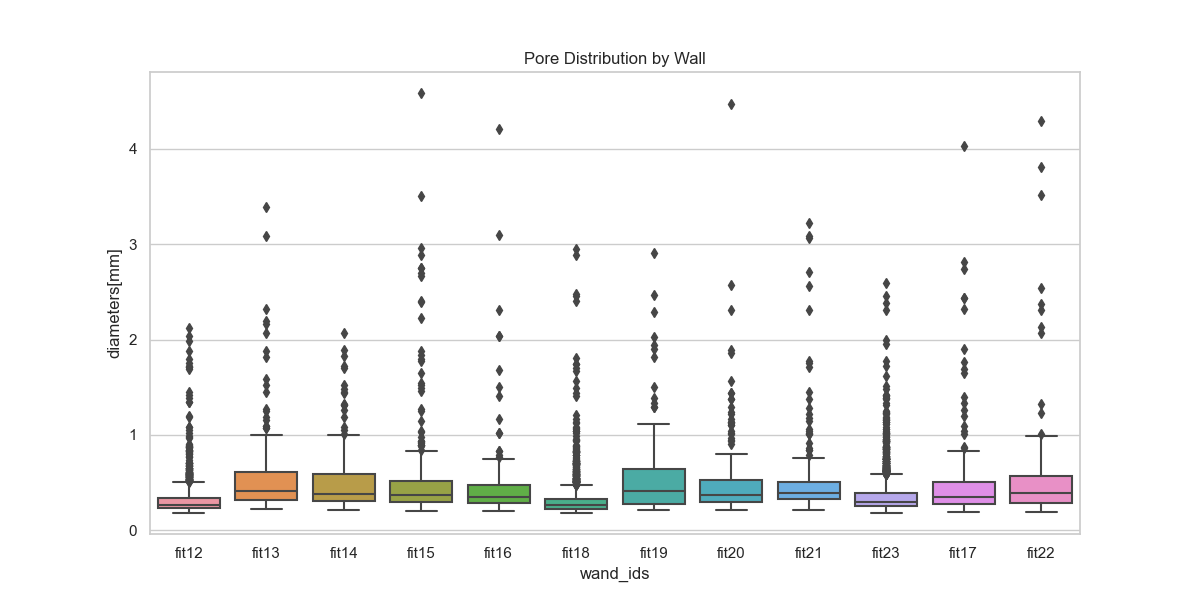 Pore Distribution by Wall
diameters[mm]
4
3
2
1
0
fit12 fit13 fit14 fit15 fit16 fit18 fit19 fit20 fit21 fit23 fit17 fit22
wand_ids